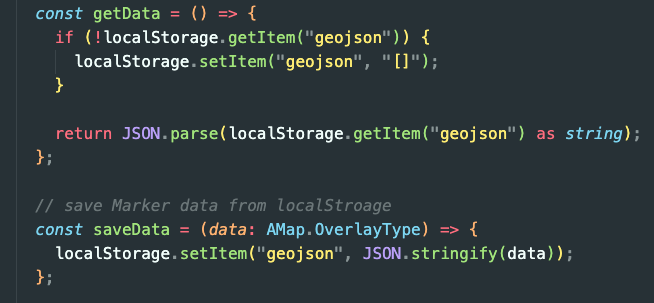 const getData = () => {
  if (!localStorage.getItem("geojson")) {
    localStorage.setItem("geojson", "[]");
  }

  return JSON.parse(localStorage.getItem("geojson") as string);
};

// save Marker data from localStroage
const saveData = (data: AMap.OverlayType) => {
  localStorage.setItem("geojson", JSON.stringify(data));
};